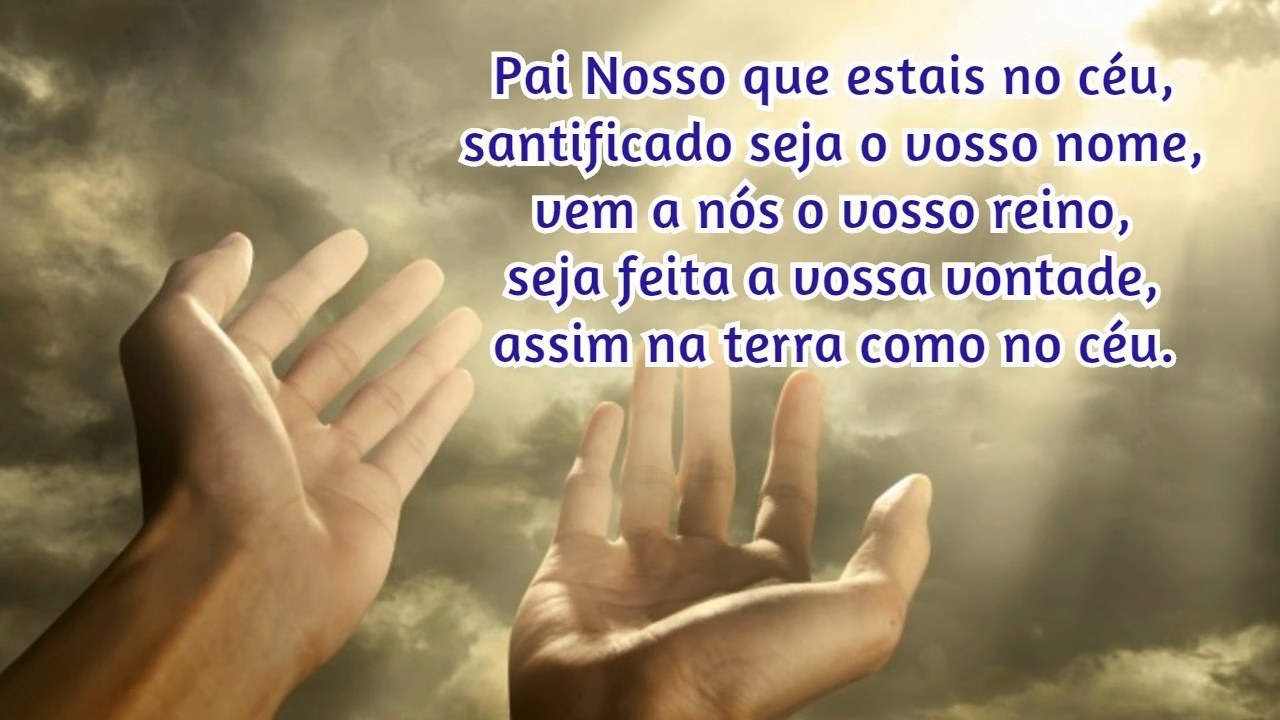 Pai Nosso que estais no céu,
santificado seja o vosso nome,
vem a nós o vosso reino,
seja feita a vossa vontade,
assim na terra como no céu.